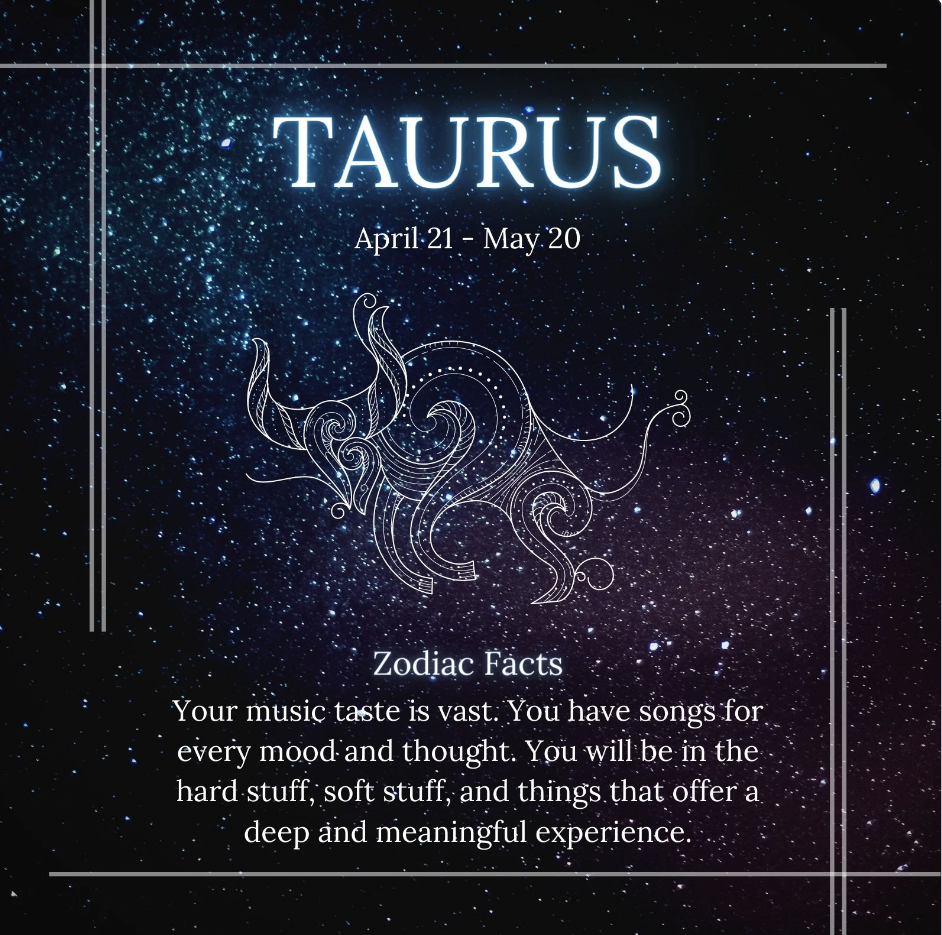 TAURUS
April 21 - May 20
Zodiac Facts
Your music taste is vast. You have songs for
every mood and thought. You will be in the
hard stuff, soft stuff, and things that offer a
deep and meaningful experience.